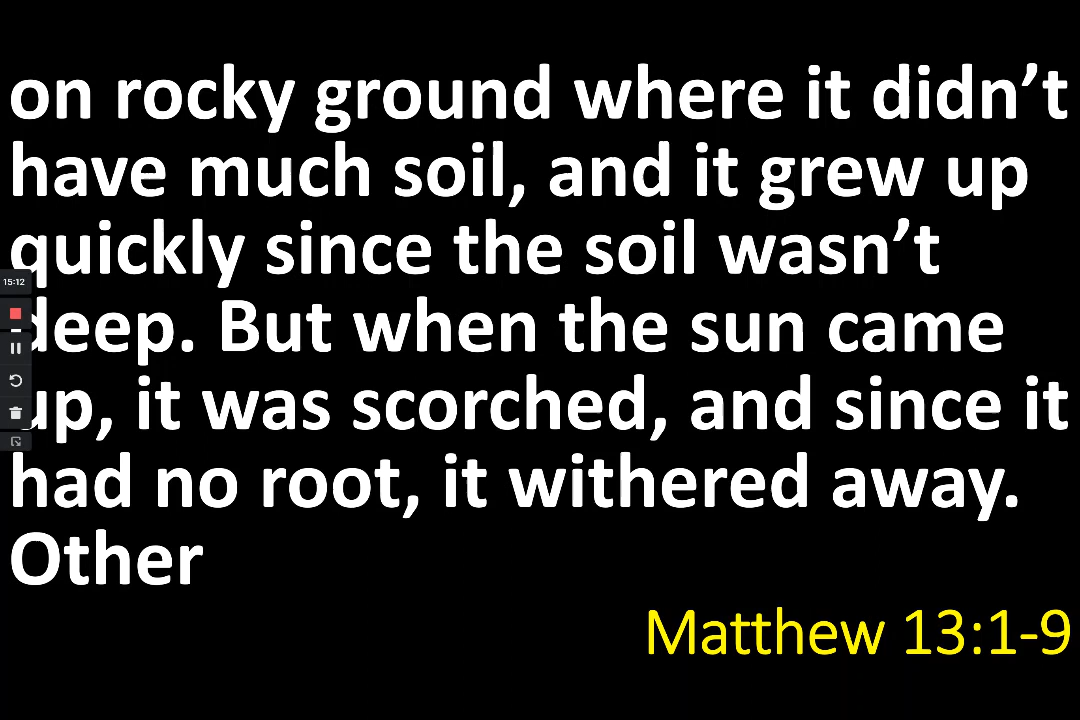 on rocky ground where it didn’t
have much soil, and it grew up
quickly since the soil wasn’t
15:12
deep. But when the sun came
up, it was scorched, and since it
had no root, it withered away.
Other
Matthew 13:1-9